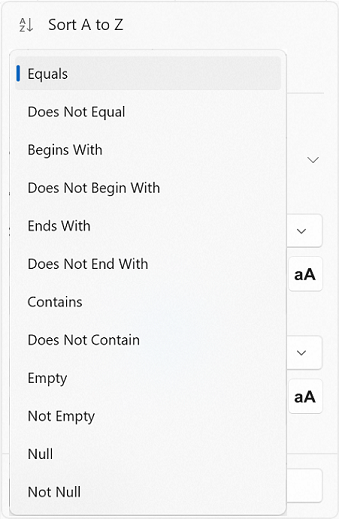 Sort A to Z
Equals
Does Not Equal
Begins With
Does Not Begin With
Ends With
Does Not End With
aA
Contains
Does Not Contain
Empty
aA
Not Empty
Null
Not Null